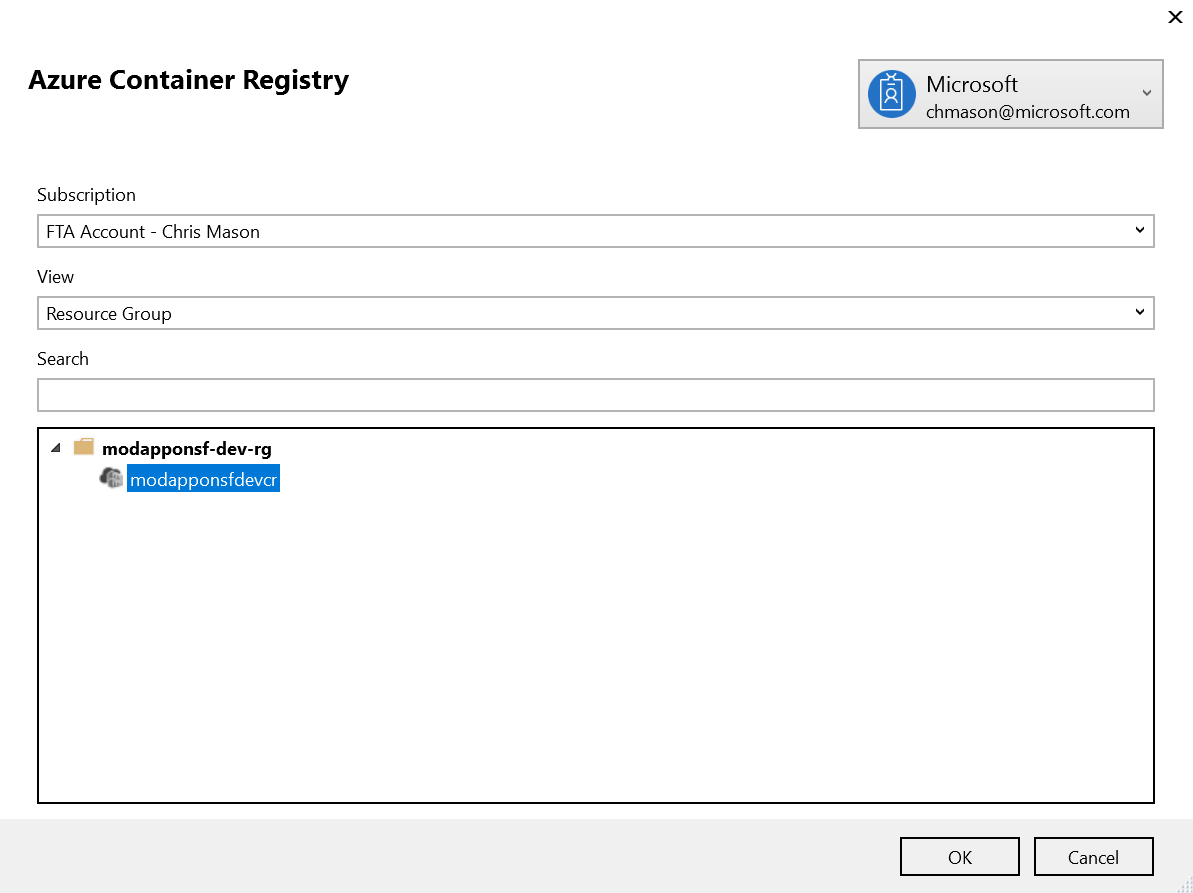 Azure Container Registry
Microsoft
chmason@microsoft.com
Subscription
FTA Account - Chris Mason
View
Resource Group
Search
modapponsf-dev-rg
modapponsfdevcr
OK
Cancel